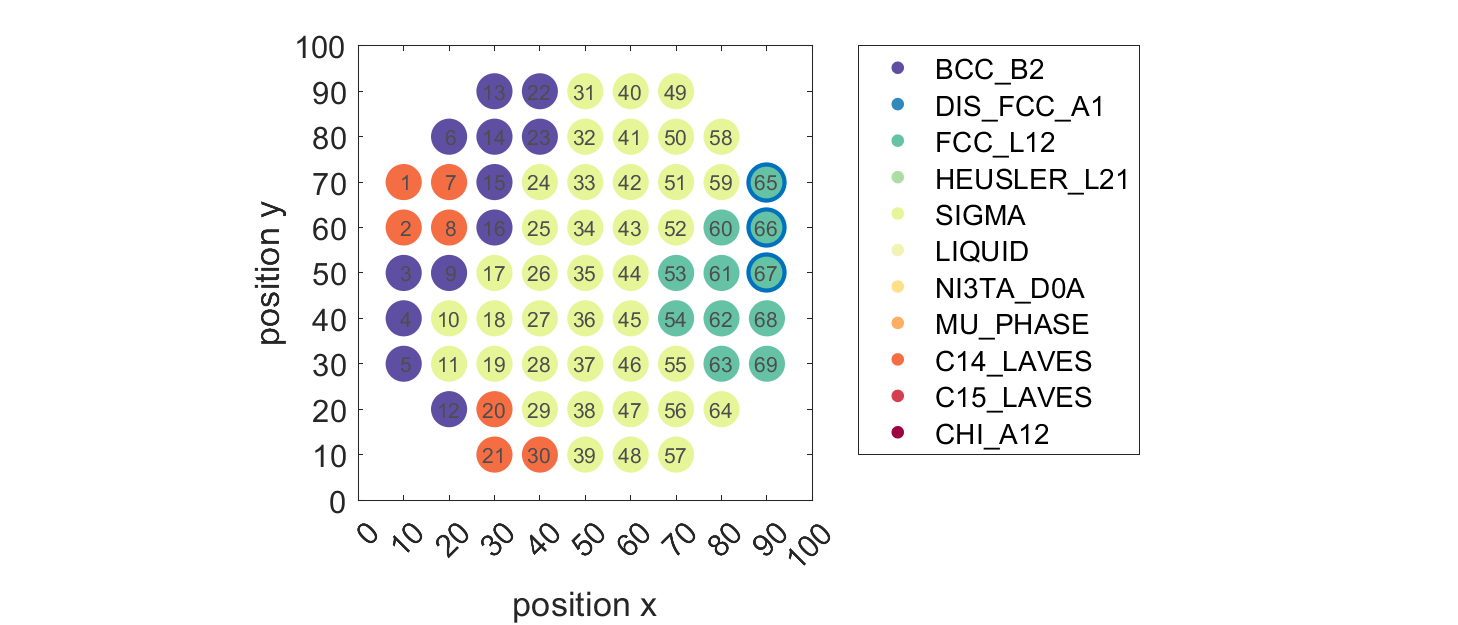 100
90 13 22 31 40 49
80 6 14 23 32 41 50 58
70 1 7 15 24 33 42 51 59 65
60 2 8 16 25 34 43 52 60 66
50 3 9 17 26 35 44 53 61 67
40 4 10 18 27 36 45 54 62 68
30 5 11 19 28 37 46 55 63 69
20 12 20 29 38 47 56 64
10 21 30 39 48 57
0
position y
0 10 20 30 40 50 60 70 80 90 100
position x
BCC_B2
DIS_FCC_A1
FCC_L12
HEUSLER_L21
SIGMA
LIQUID
NI3TA_D0A
MU_PHASE
C14_LAVES
C15_LAVES
CHI_A12